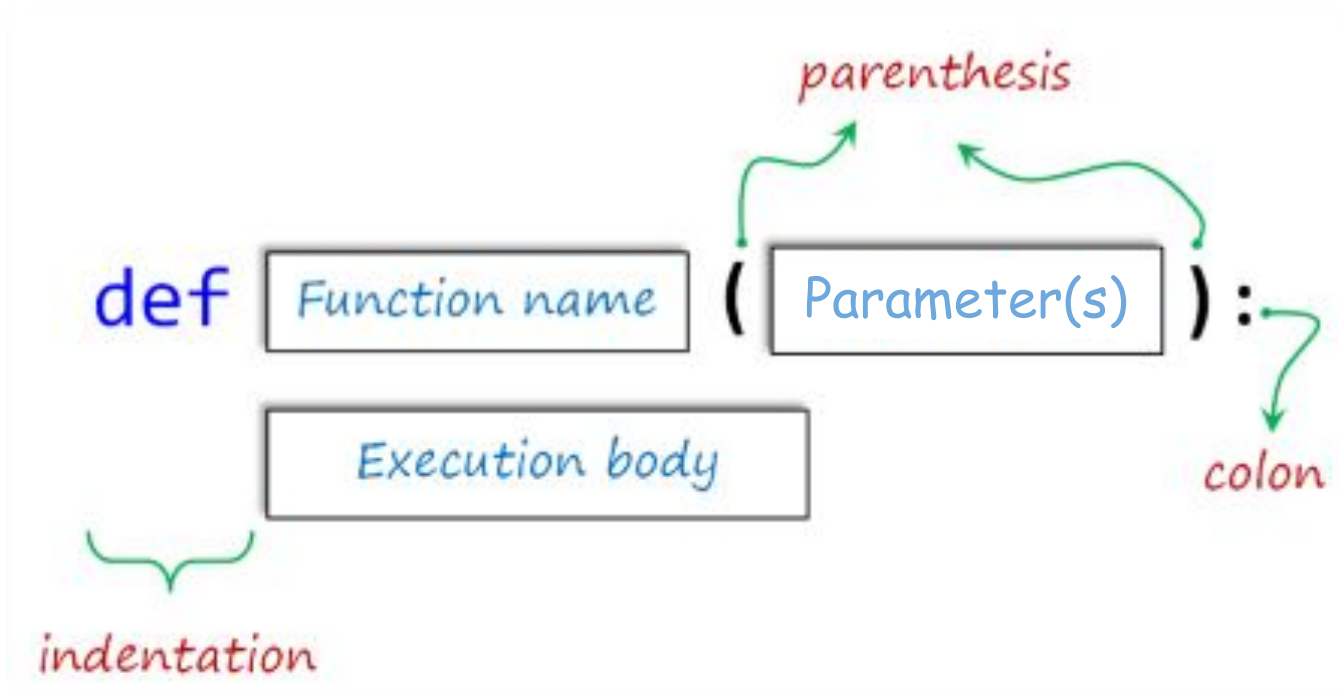 parenthesis
def Function name ( Parameter(s) ) :
Execution body
colon
indentation